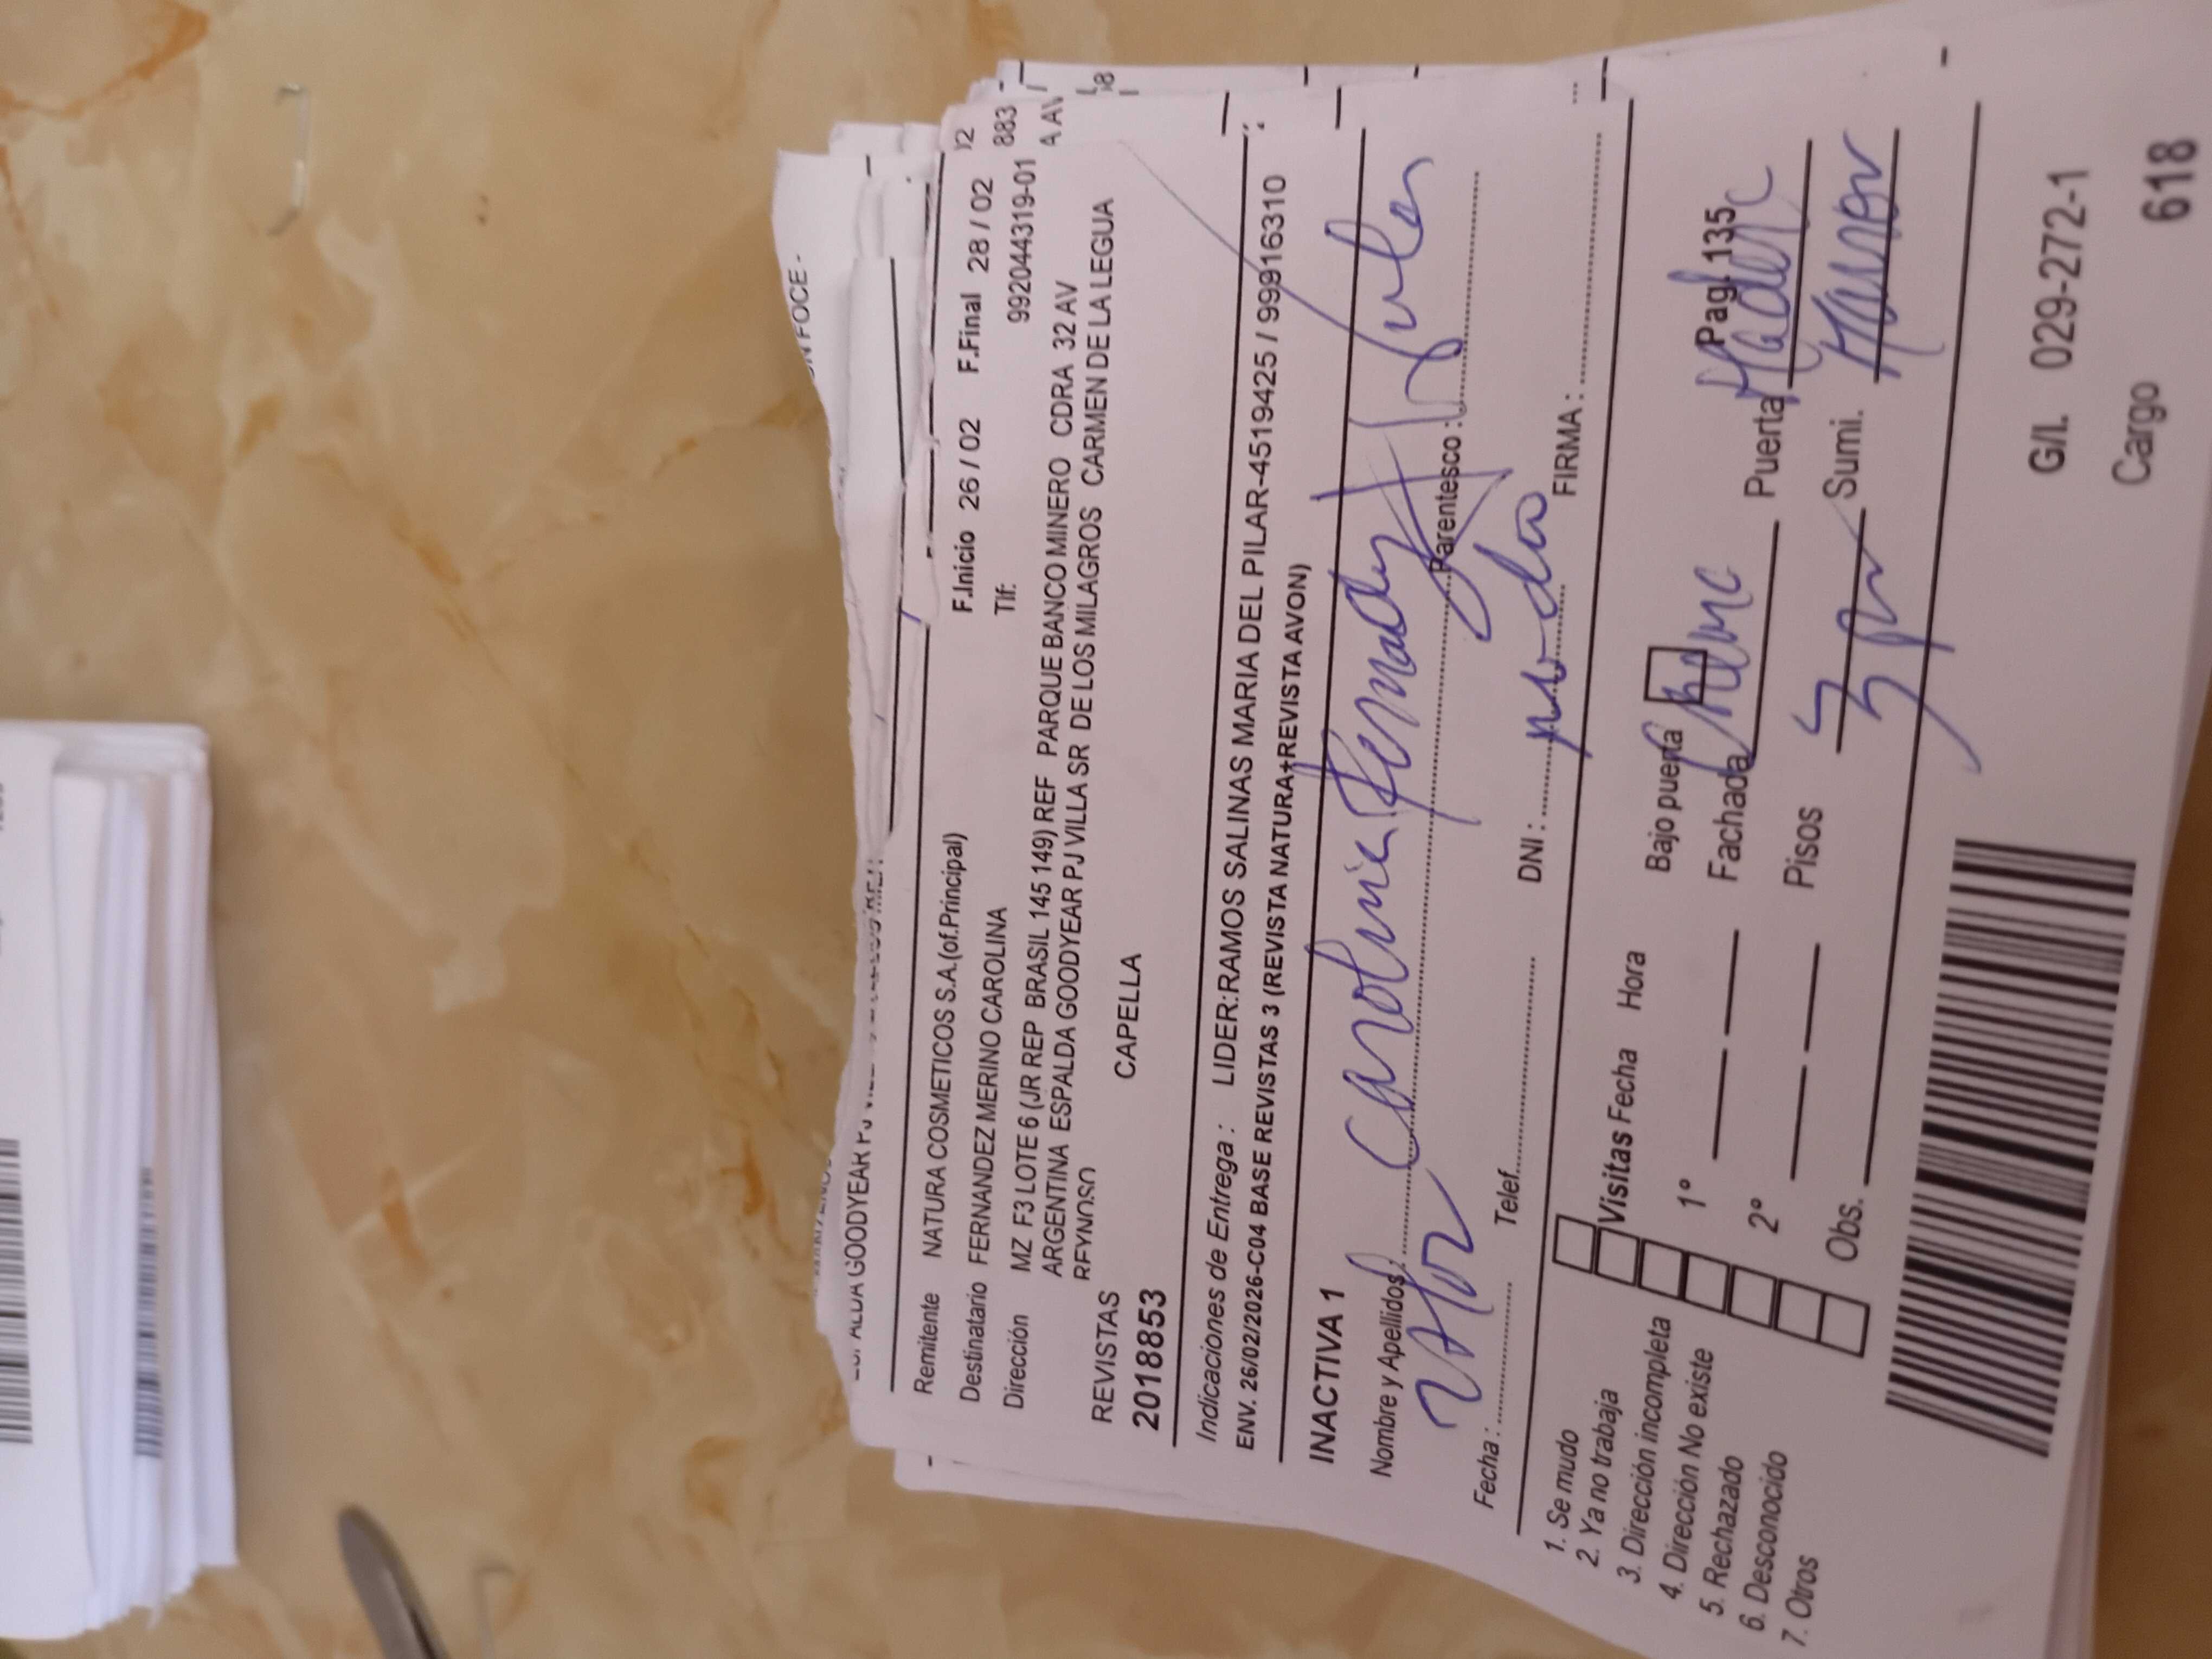 Remitente NATURA COSMETICOS S.A.(of.Principal) F.Inicio 26 / 02 F.Final 28 / 02
Destinatario FERNANDEZ MERINO CAROLINA Tlf: 992044319-01
Dirección MZ F3 LOTE 6 (JR REP BRASIL 145 149) REF PARQUE BANCO MINERO CDRA 32 AV
ARGENTINA ESPALDA GOODYEAR PJ VILLA SR DE LOS MILAGROS CARMEN DE LA LEGUA
REYNOSO
REVISTAS CAPELLA
2018853
Indicaciones de Entrega : LIDER:RAMOS SALINAS MARIA DEL PILAR-4519425 / 999916310
ENV. 26/02/2026-C04 BASE REVISTAS 3 (REVISTA NATURA+REVISTA AVON)
INACTIVA 1
Nombre y Apellidos: Carolina Fernandez Parentesco :
Fecha : Telef. DNI : FIRMA :
1. Se mudo
2. Ya no trabaja
3. Dirección incompleta
4. Dirección No existe
5. Rechazado
6. Desconocido
7. Otros
Visitas Fecha Hora Bajo puerta Pag. 135
1° Fachada Puerta
2° Pisos Sumi.
Obs.
G/I. 029-272-1
Cargo 618